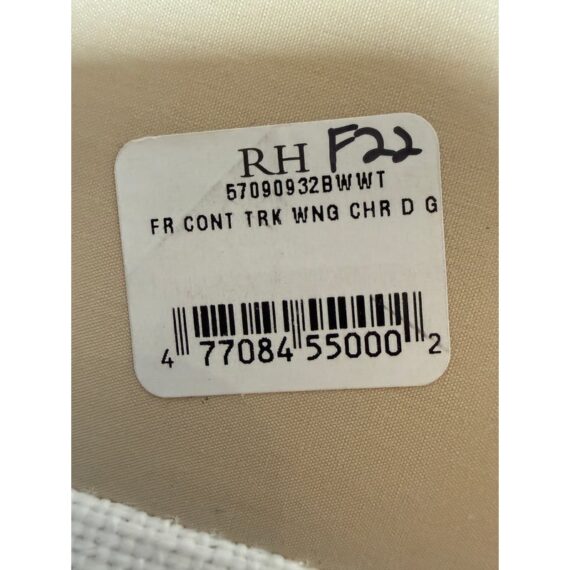 RH F22
57090932BWWT
FR CONT TRK WNG CHR D G
4 77084 55000 2